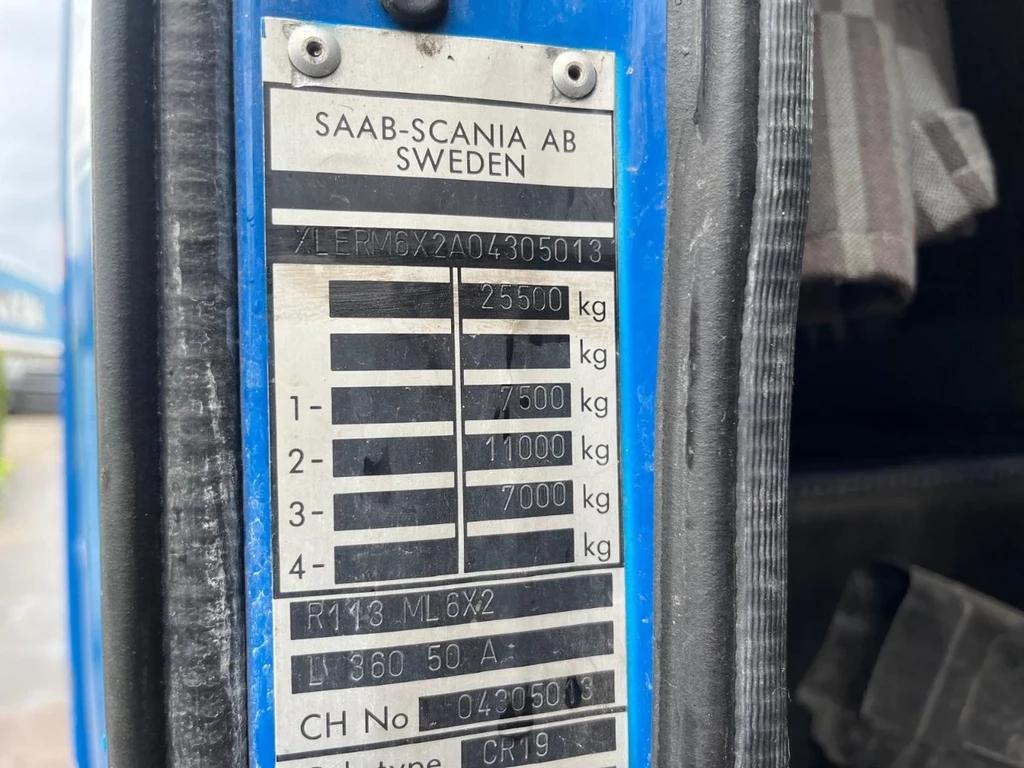 SAAB-SCANIA AB
SWEDEN
XLERM6X2A04305013
25500 kg
kg
1- 7500 kg
2- 11000 kg
3- 7000 kg
4- kg
R113 ML6X2
L 360 50 A
CH No 04305013
CR19